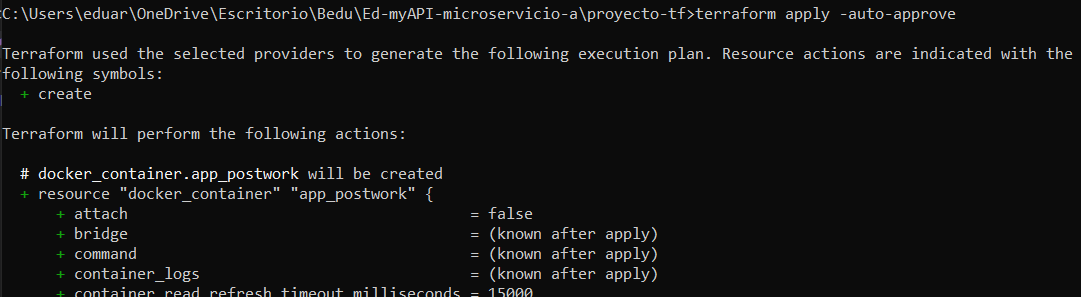 C:\Users\eduar\OneDrive\Escritorio\Bedu\Ed-myAPI-microservicio-a\proyecto-tf>terraform apply -auto-approve
Terraform used the selected providers to generate the following execution plan. Resource actions are indicated with the
following symbols:
+ create
Terraform will perform the following actions:
# docker_container.app_postwork will be created
+ resource "docker_container" "app_postwork" {
+ attach = false
+ bridge = (known after apply)
+ command = (known after apply)
+ container_logs = (known after apply)
+ container_read_refresh_timeout_milliseconds = 15000